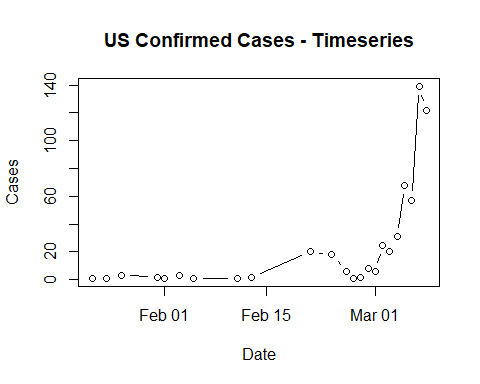 US Confirmed Cases - Timeseries
Cases
140
100
60
20
0
Feb 01
Feb 15
Mar 01
Date